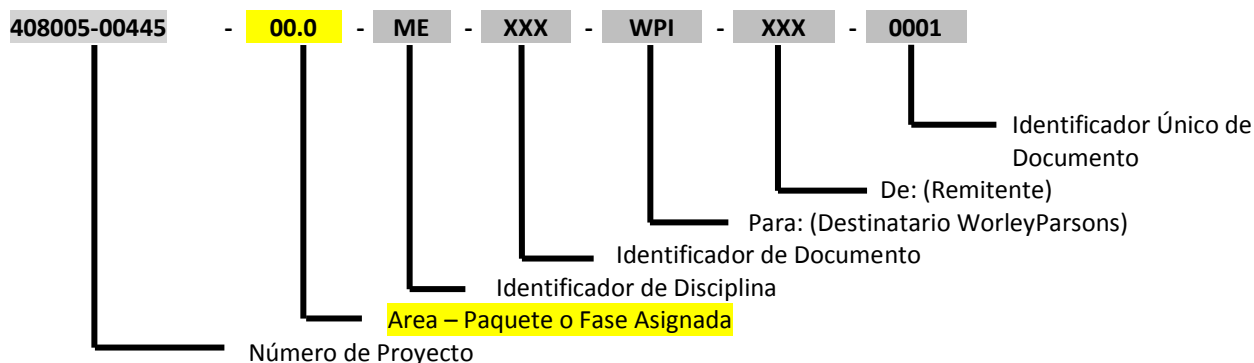 408005-00445 - 00.0 - ME - XXX - WPI - XXX - 0001
Identificador Único de
Documento
De: (Remitente)
Para: (Destinatario WorleyParsons)
Identificador de Documento
Identificador de Disciplina
Area – Paquete o Fase Asignada
Número de Proyecto